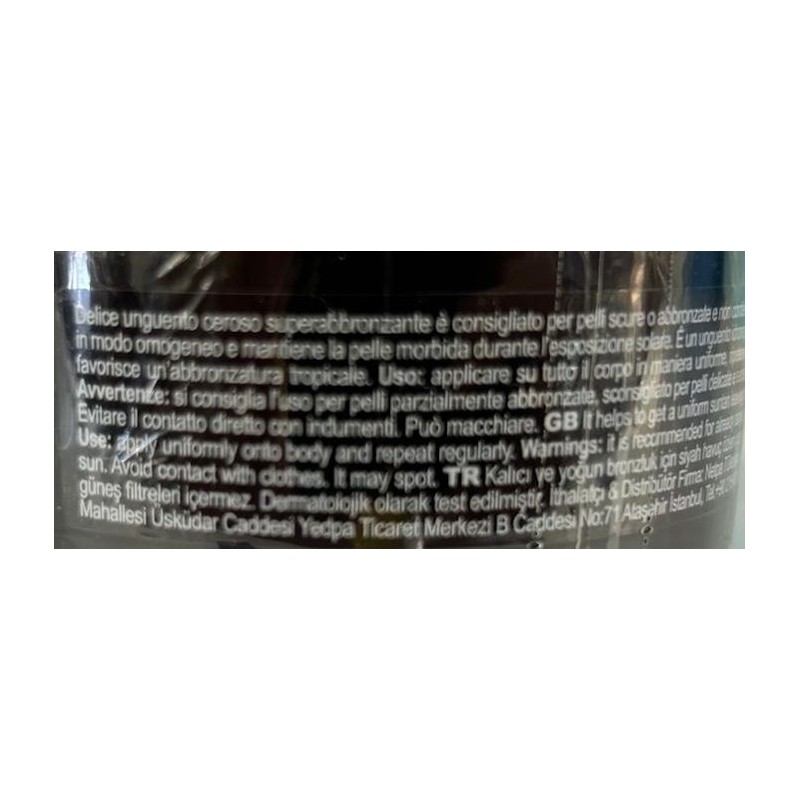 Delice unguento ceroso superabbronzante è consigliato per pelli scure o abbronzate e non
in modo omogeneo e mantiene la pelle morbida durante l'esposizione solare. È un unguento
favorisce un'abbronzatura tropicale. Uso: applicare su tutto il corpo in maniera uniforme,
Avvertenze: si consiglia l'uso per pelli parzialmente abbronzate, sconsigliato per pelli delicate e
Evitare il contatto diretto con indumenti. Può macchiare. GB It helps to get a uniform suntan
Use: apply uniformly onto body and repeat regularly. Warnings: it is recommended for already
sun. Avoid contact with clothes. It may spot. TR Kalıcı ve yoğun bronzluk için siyah havuç
güneş filtreleri içermez. Dermatolojik olarak test edilmiştir. İthalatçı & Distribütör Firma:
Mahallesi Üsküdar Caddesi Yedpa Ticaret Merkezi B Caddesi No:71 Ataşehir İstanbul, Tel: